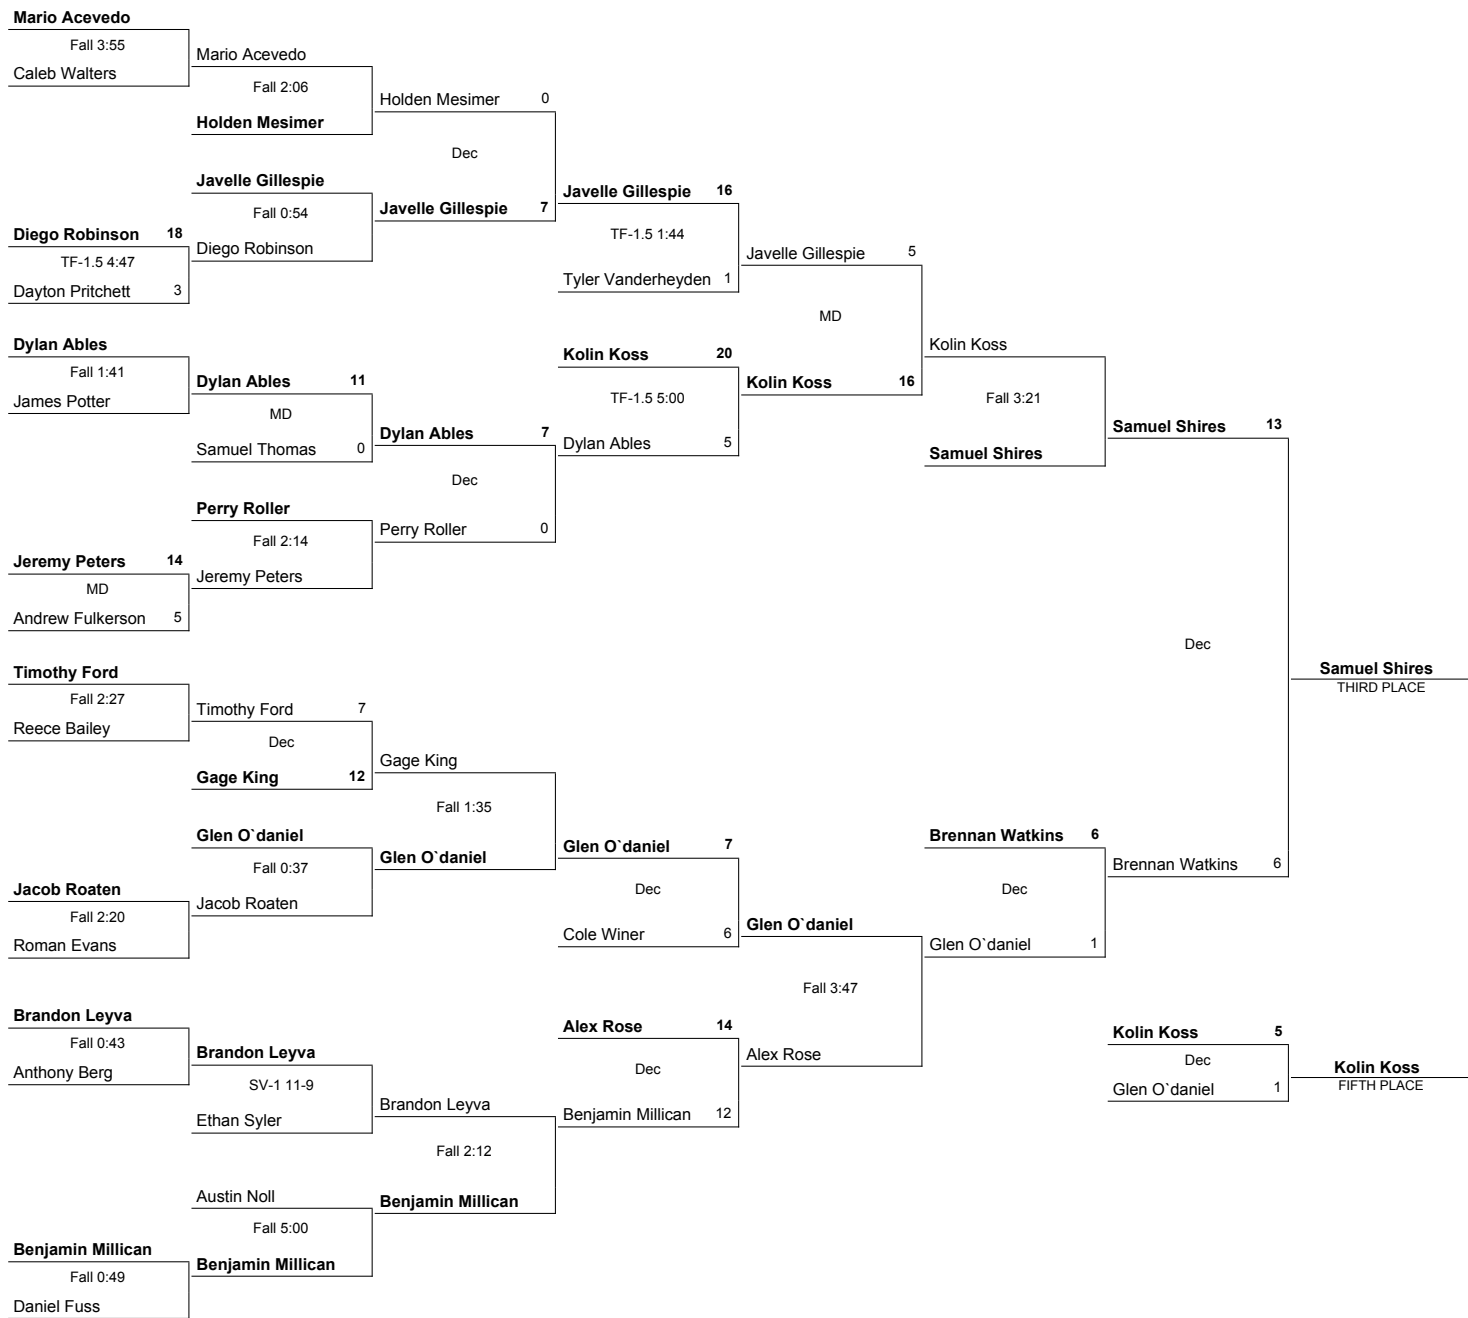 Mario Acevedo
Fall 3:55
Caleb Walters
Diego Robinson 18
TF-1.5 4:47
Dayton Pritchett 3
Dylan Ables
Fall 1:41
James Potter
Jeremy Peters 14
MD
Andrew Fulkerson 5
Timothy Ford
Fall 2:27
Reece Bailey
Jacob Roaten
Fall 2:20
Roman Evans
Brandon Leyva
Fall 0:43
Anthony Berg
Benjamin Millican
Fall 0:49
Daniel Fuss
Mario Acevedo
Fall 2:06
Holden Mesimer
Javelle Gillespie
Fall 0:54
Diego Robinson
Dylan Ables 11
MD
Samuel Thomas 0
Perry Roller
Fall 2:14
Jeremy Peters
Timothy Ford 7
Dec
Gage King 12
Glen O`daniel
Fall 0:37
Jacob Roaten
Brandon Leyva
SV-1 11-9
Ethan Syler
Austin Noll
Fall 5:00
Benjamin Millican
Holden Mesimer 0
Dec
Javelle Gillespie 7
Dylan Ables 7
Dec
Perry Roller 0
Gage King
Fall 1:35
Glen O`daniel
Brandon Leyva
Fall 2:12
Benjamin Millican
Javelle Gillespie 16
TF-1.5 1:44
Tyler Vanderheyden 1
Kolin Koss 20
TF-1.5 5:00
Dylan Ables 5
Glen O`daniel 7
Dec
Cole Winer 6
Alex Rose 14
Dec
Benjamin Millican 12
Javelle Gillespie 5
MD
Kolin Koss 16
Glen O`daniel
Fall 3:47
Alex Rose
Kolin Koss
Fall 3:21
Samuel Shires
Brennan Watkins 6
Dec
Glen O`daniel 1
Samuel Shires 13
Dec
Brennan Watkins 6
Samuel Shires
THIRD PLACE
Kolin Koss 5
Dec
Glen O`daniel 1
Kolin Koss
FIFTH PLACE